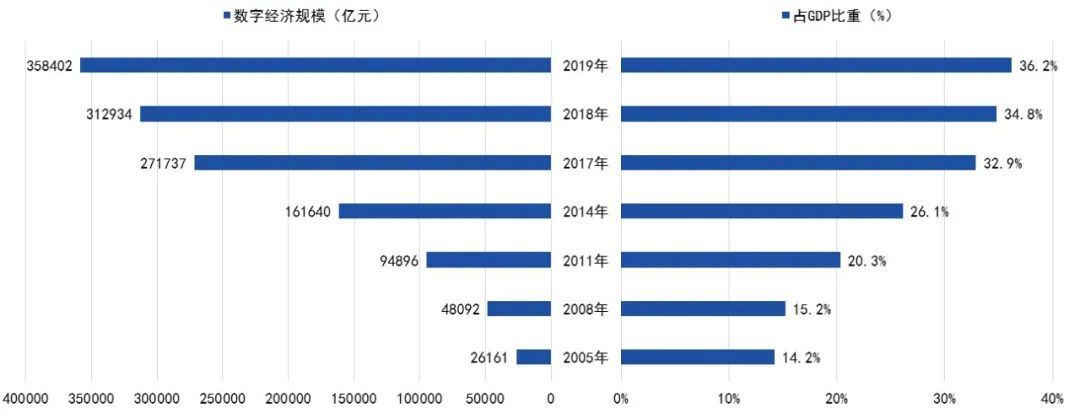 数字经济规模（亿元） 占GDP比重（%）
358402 2019年 36.2%
312934 2018年 34.8%
271737 2017年 32.9%
161640 2014年 26.1%
94896 2011年 20.3%
48092 2008年 15.2%
26161 2005年 14.2%
400000 350000 300000 250000 200000 150000 100000 50000 0 0% 10% 20% 30% 40%